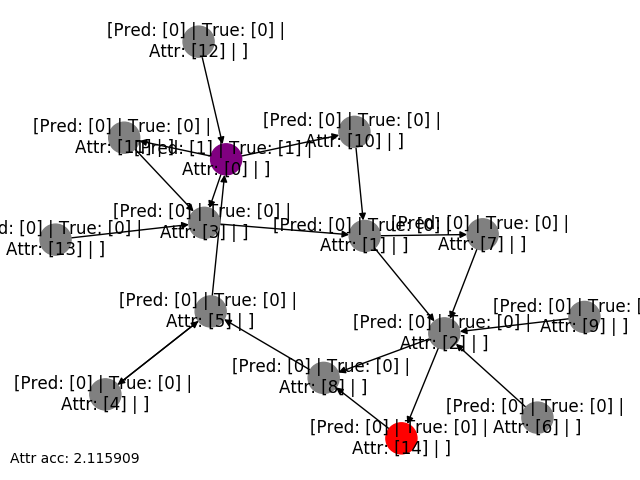 [Pred: [0] | True: [0] |
Attr: [12] | ]
[Pred: [0] | True: [0] |
Attr: [11] | ]
[Pred: [1] | True: [1] |
Attr: [0] | ]
[Pred: [0] | True: [0] |
Attr: [10] | ]
[Pred: [0] | True: [0] |
Attr: [3] | ]
d: [0] | True: [0] |
Attr: [13] | ]
[Pred: [0] | True: [0] |
Attr: [1] | ]
[Pred: [0] | True: [0] |
Attr: [7] | ]
[Pred: [0] | True: [0] |
Attr: [5] | ]
[Pred: [0] | True: [0] |
Attr: [2] | ]
[Pred: [0] | True: [
Attr: [9] | ]
[Pred: [0] | True: [0] |
Attr: [4] | ]
[Pred: [0] | True: [0] |
Attr: [8] | ]
[Pred: [0] | True: [0] |
Attr: [6] | ]
[Pred: [0] | True: [0] |
Attr: [14] | ]
Attr acc: 2.115909